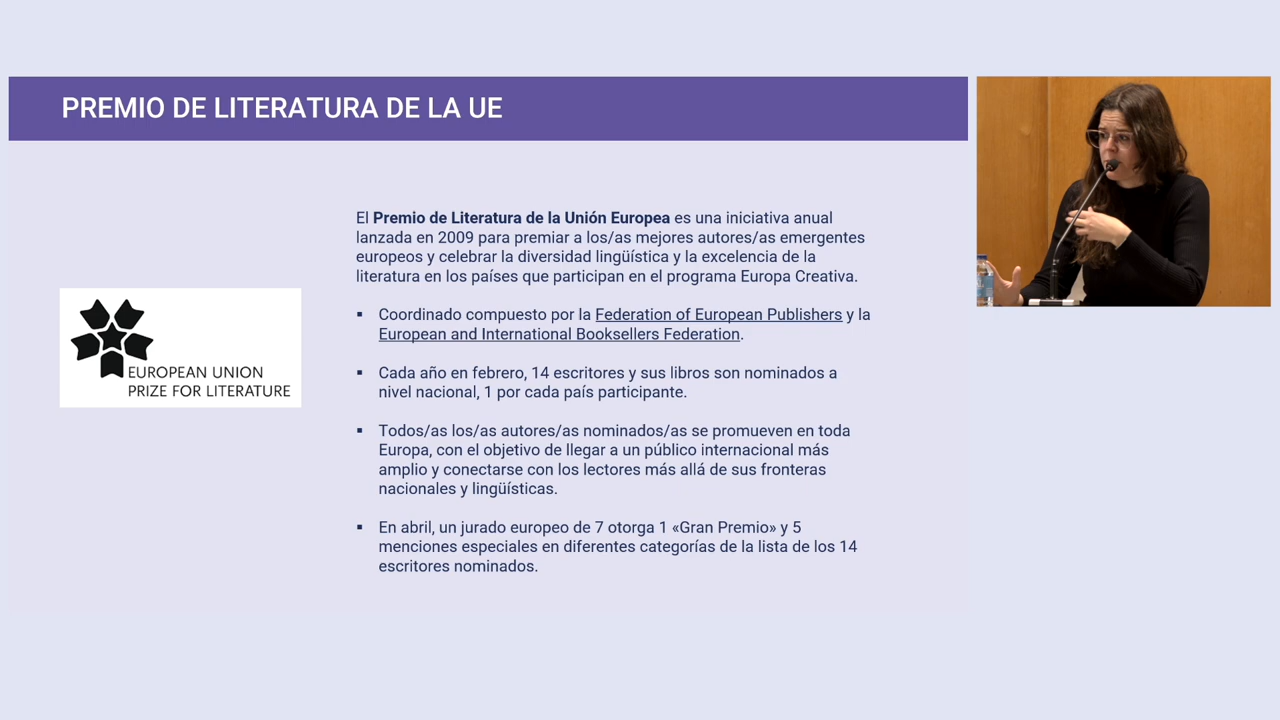 PREMIO DE LITERATURA DE LA UE
El Premio de Literatura de la Unión Europea es una iniciativa anual
lanzada en 2009 para premiar a los/as mejores autores/as emergentes
europeos y celebrar la diversidad lingüística y la excelencia de la
literatura en los países que participan en el programa Europa Creativa.
▪ Coordinado compuesto por la Federation of European Publishers y la
European and International Booksellers Federation.
▪ Cada año en febrero, 14 escritores y sus libros son nominados a
nivel nacional, 1 por cada país participante.
▪ Todos/as los/as autores/as nominados/as se promueven en toda
Europa, con el objetivo de llegar a un público internacional más
amplio y conectarse con los lectores más allá de sus fronteras
nacionales y lingüísticas.
▪ En abril, un jurado europeo de 7 otorga 1 «Gran Premio» y 5
menciones especiales en diferentes categorías de la lista de los 14
escritores nominados.
EUROPEAN UNION
PRIZE FOR LITERATURE